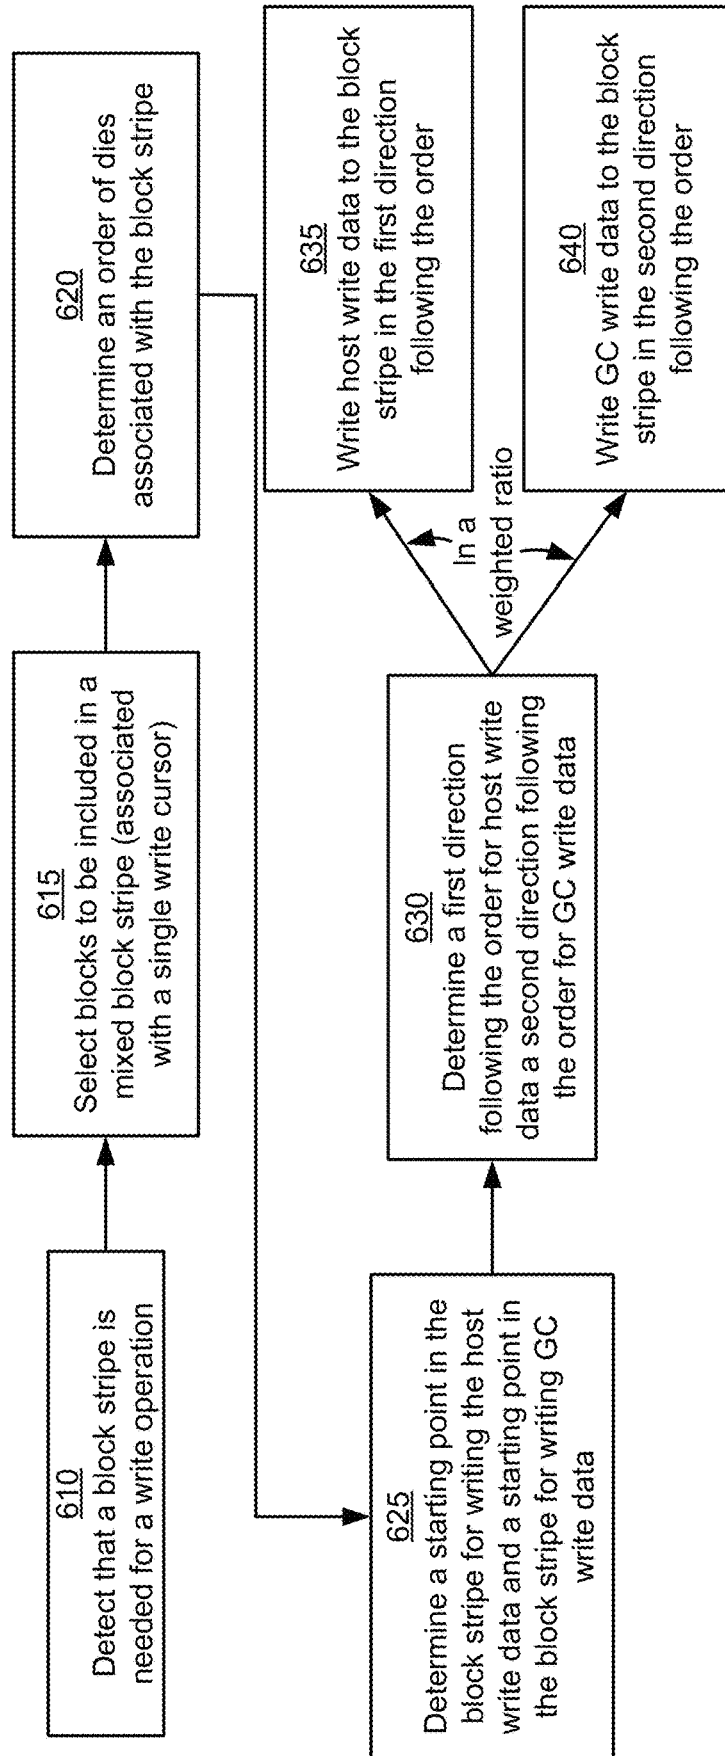 610
Detect that a block stripe is
needed for a write operation
615
Select blocks to be included in a
mixed block stripe (associated
with a single write cursor)
620
Determine an order of dies
associated with the block stripe
625
Determine a starting point in the
block stripe for writing the host
write data and a starting point in
the block stripe for writing GC
write data
630
Determine a first direction
following the order for host write
data a second direction following
the order for GC write data
In a
weighted ratio
635
Write host write data to the block
stripe in the first direction
following the order
640
Write GC write data to the block
stripe in the second direction
following the order